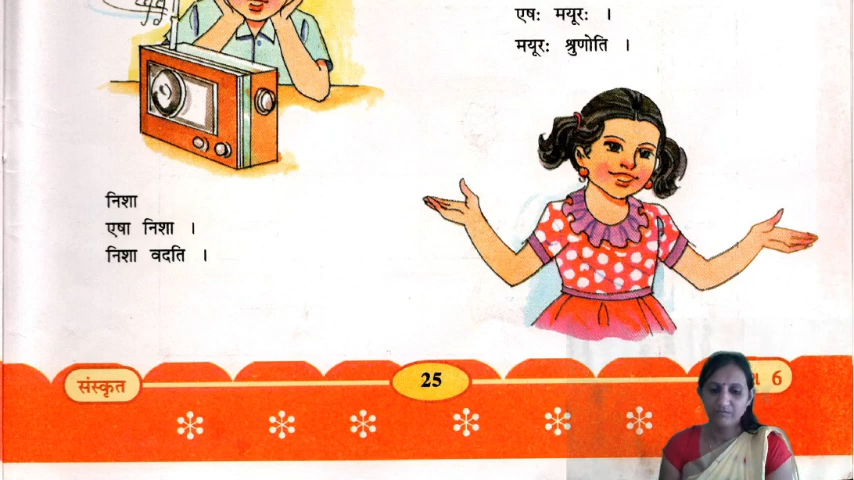 एषः मयूरः ।
मयूरः श्रुणोति ।
निशा
एषा निशा ।
निशा वदति ।
संस्कृत
25
6